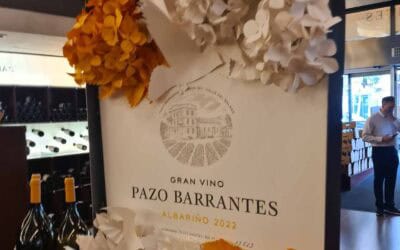 GRAN VINO
PAZO BARRANTES
ALBARIÑO 2022